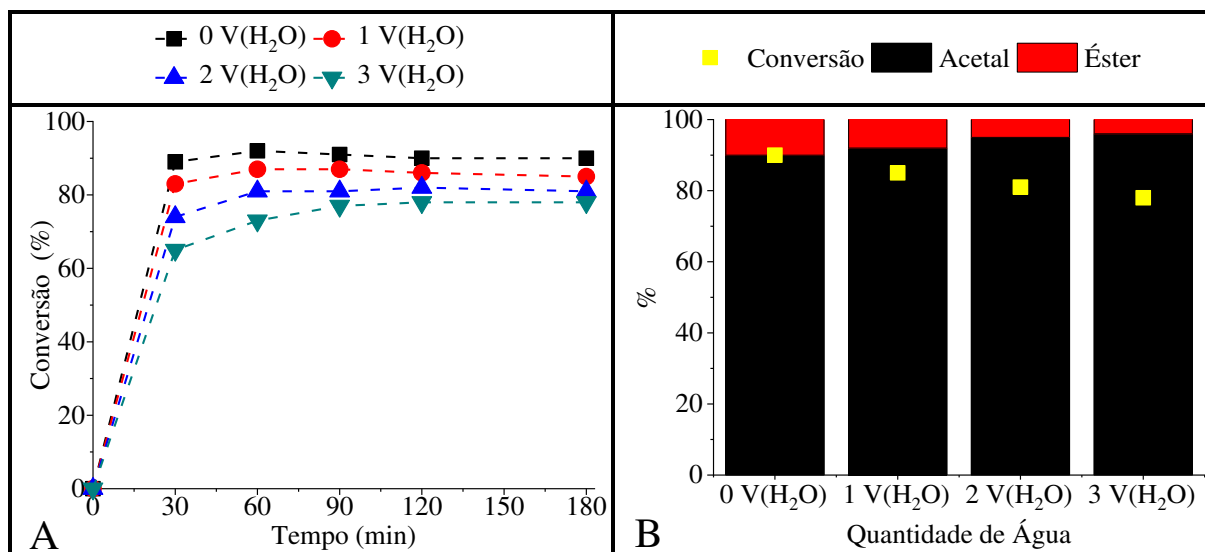 0 V(H₂O) 1 V(H₂O)
2 V(H₂O) 3 V(H₂O)
Conversão Acetal Éster
Conversão (%)
100
80
60
40
20
0
0 30 60 90 120 150 180
Tempo (min)
A
%
100
80
60
40
20
0
0 V(H₂O) 1 V(H₂O) 2 V(H₂O) 3 V(H₂O)
Quantidade de Água
B